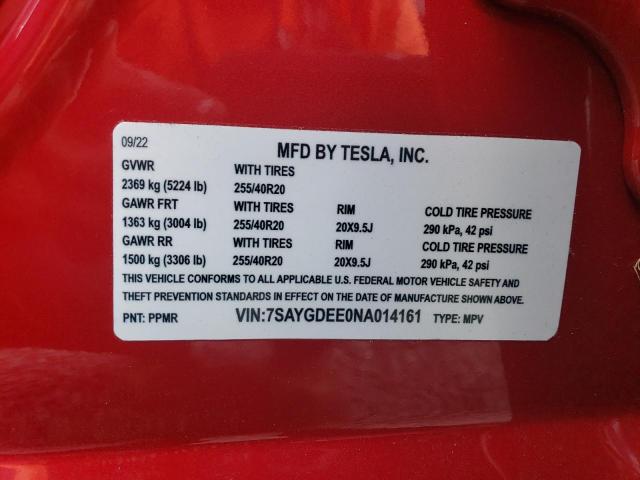 09/22
MFD BY TESLA, INC.
GVWR WITH TIRES
2369 kg (5224 lb) 255/40R20
GAWR FRT WITH TIRES RIM COLD TIRE PRESSURE
1363 kg (3004 lb) 255/40R20 20X9.5J 290 kPa, 42 psi
GAWR RR WITH TIRES RIM COLD TIRE PRESSURE
1500 kg (3306 lb) 255/40R20 20X9.5J 290 kPa, 42 psi
THIS VEHICLE CONFORMS TO ALL APPLICABLE U.S. FEDERAL MOTOR VEHICLE SAFETY AND
THEFT PREVENTION STANDARDS IN EFFECT ON THE DATE OF MANUFACTURE SHOWN ABOVE.
PNT: PPMR VIN:7SAYGDEE0NA014161 TYPE: MPV